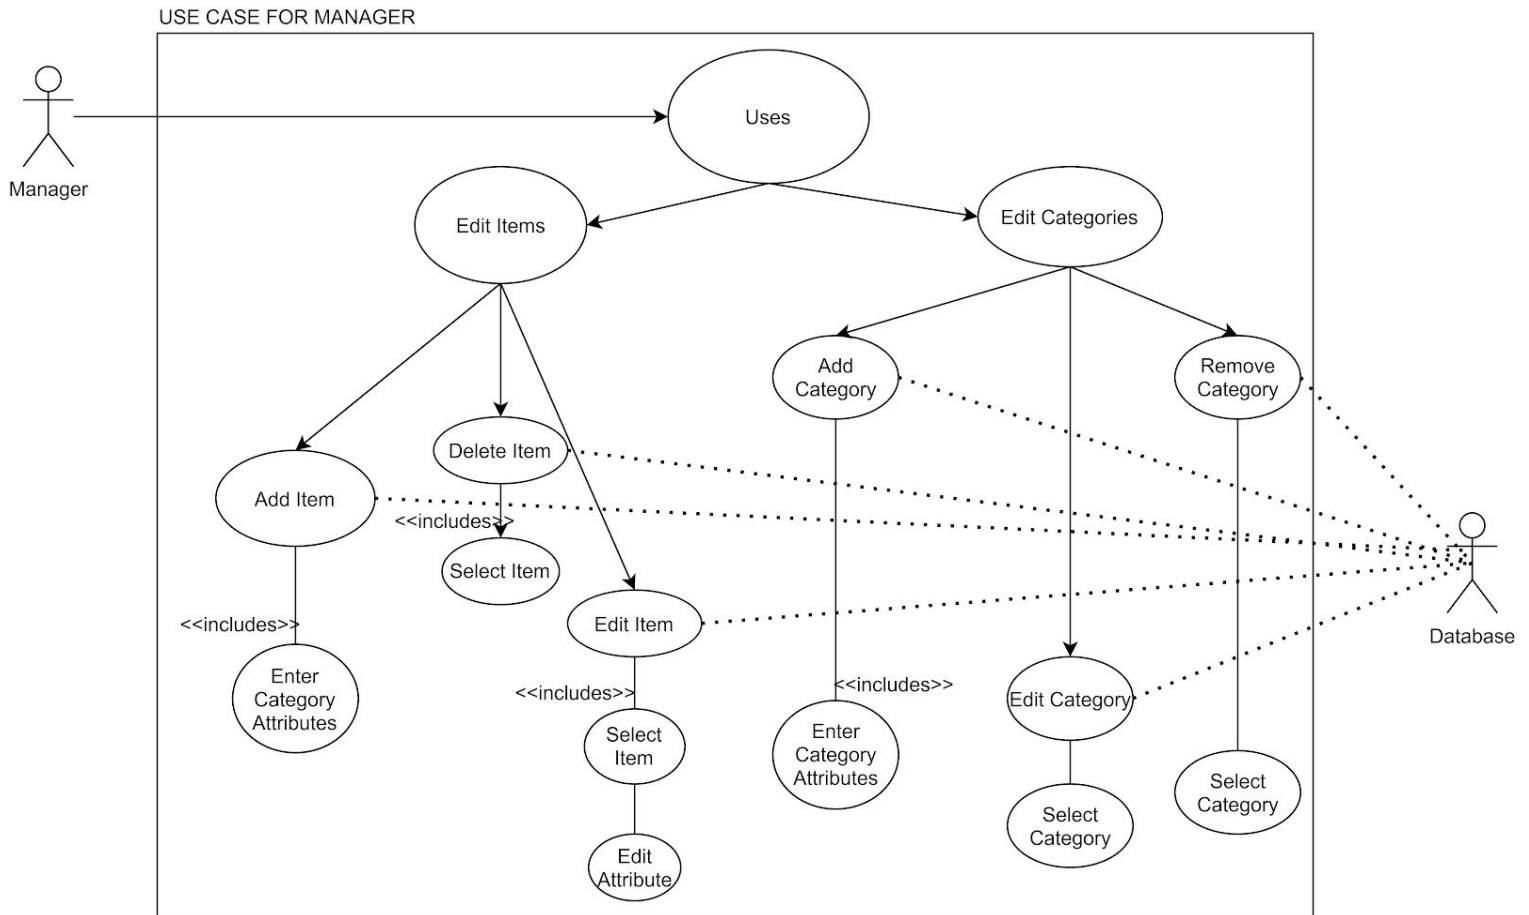 USE CASE FOR MANAGER
Uses
Manager
Edit Items
Edit Categories
Add
Category
Remove
Category
Delete Item
Add Item
<<includes>>
Select Item
Edit Item
<<includes>>
Database
Enter
Category
Attributes
<<includes>>
<<includes>>
Edit Category
Select
Item
Enter
Category
Attributes
Select
Category
Select
Category
Edit
Attribute